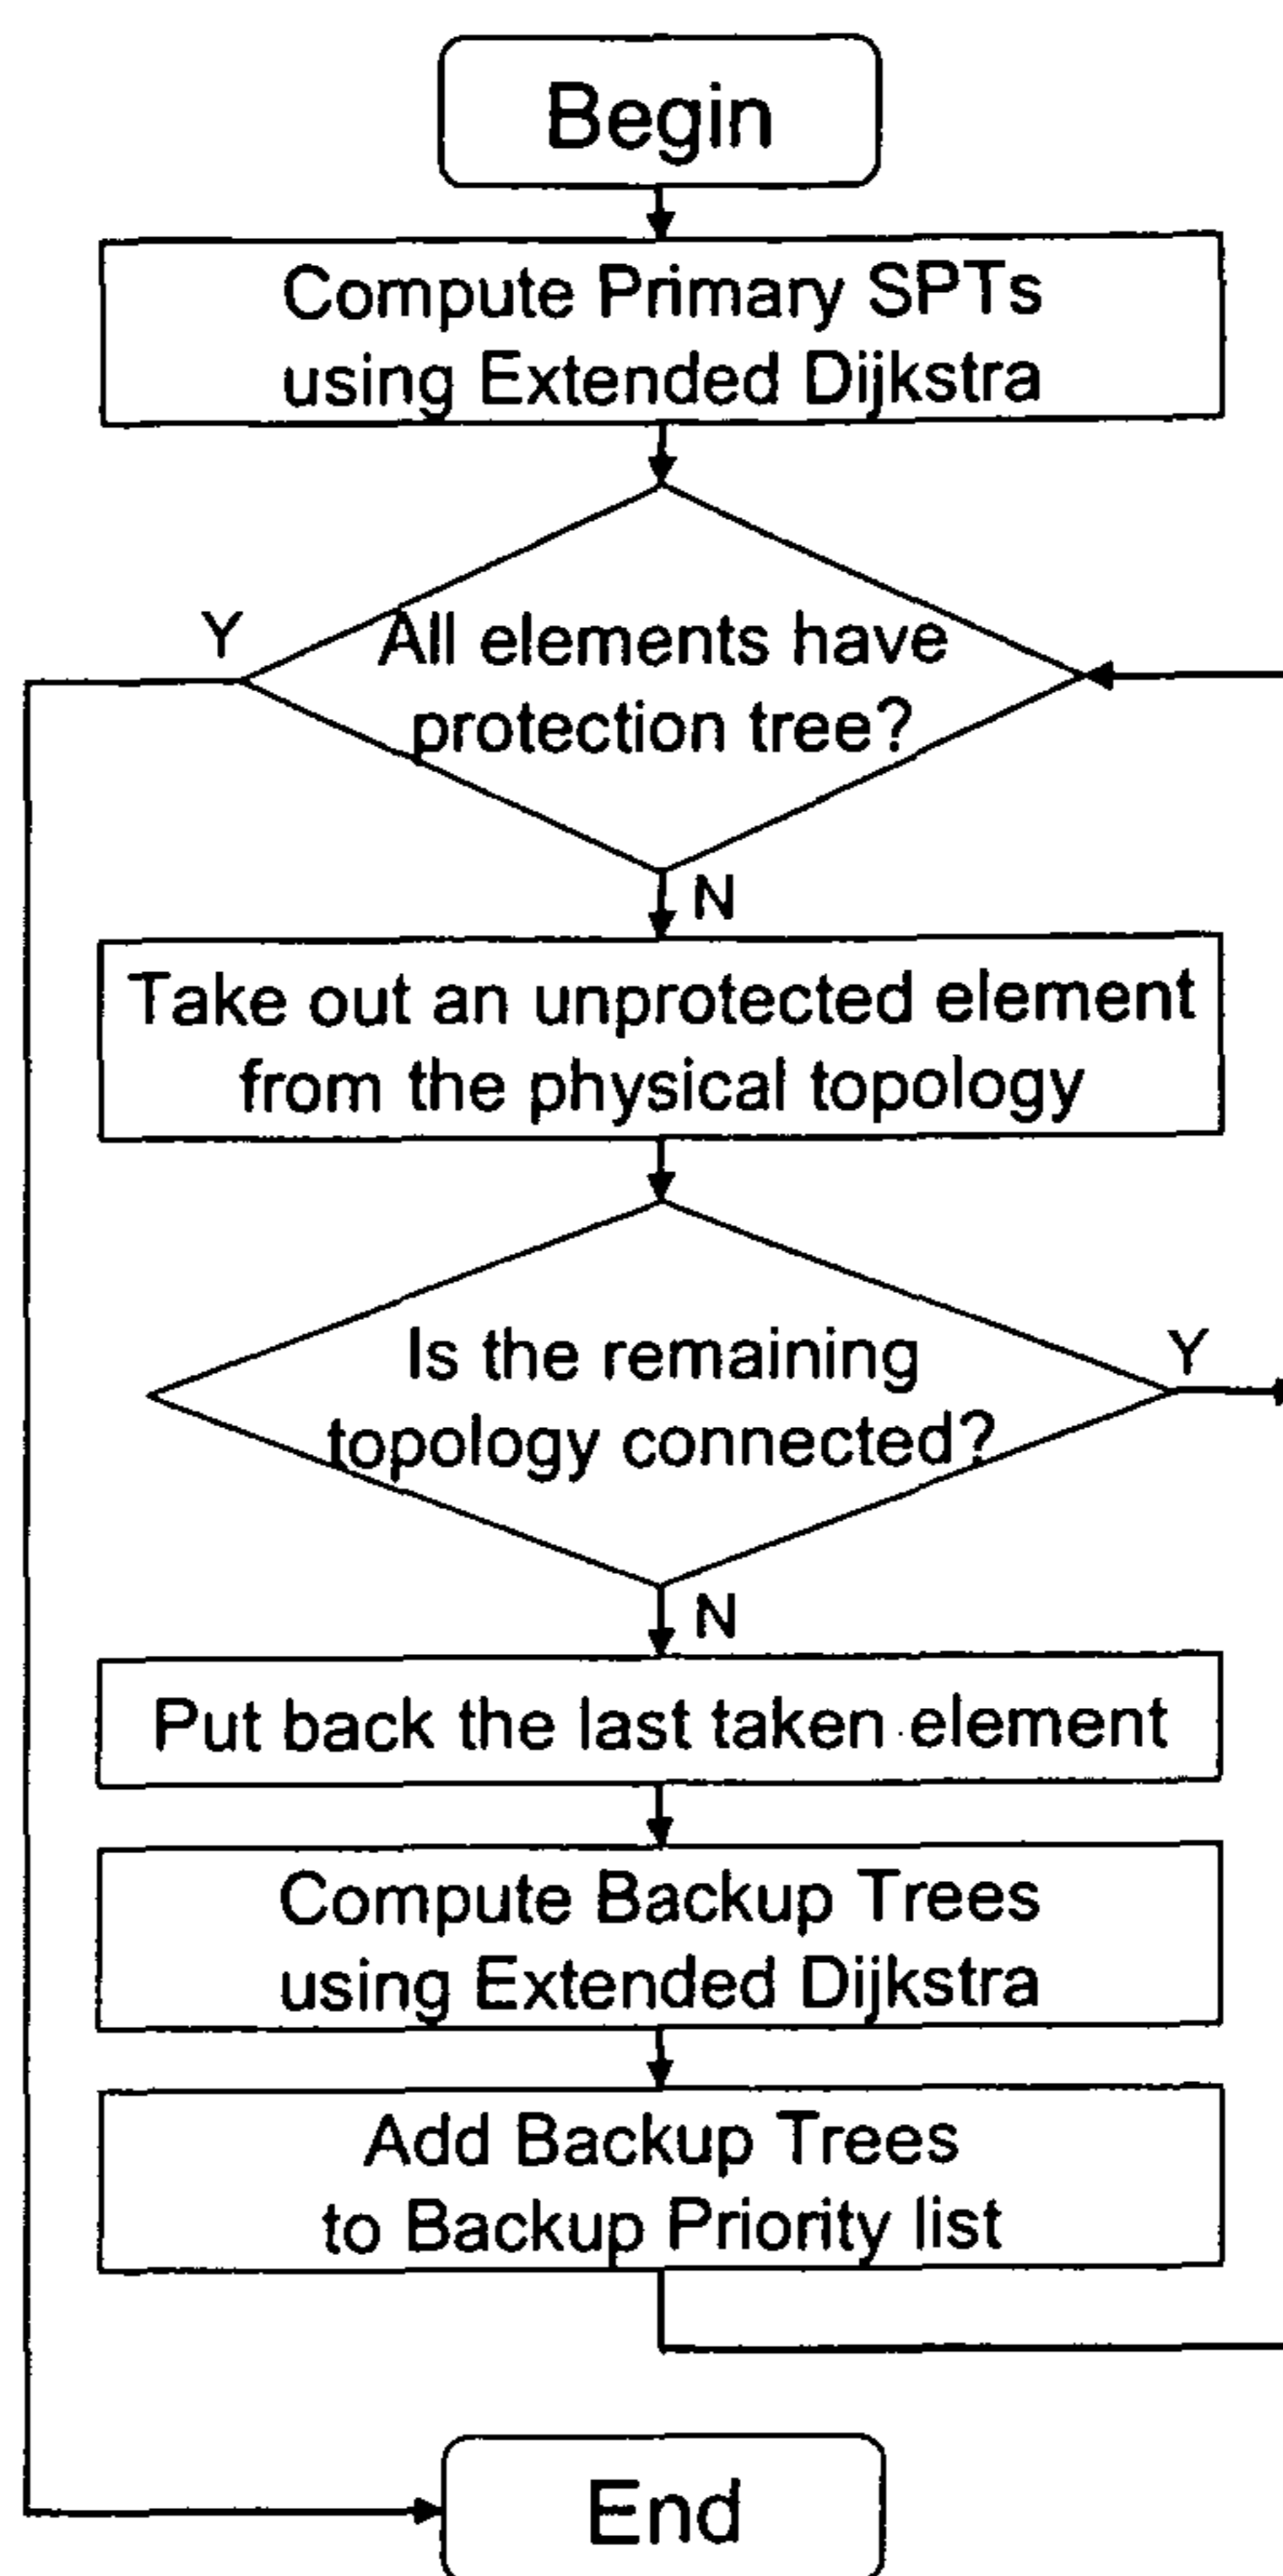 Begin
Compute Primary SPTs
using Extended Dijkstra
Y
All elements have
protection tree?
N
Take out an unprotected element
from the physical topology
Is the remaining
topology connected?
Y
N
Put back the last taken element
Compute Backup Trees
using Extended Dijkstra
Add Backup Trees
to Backup Priority list
End